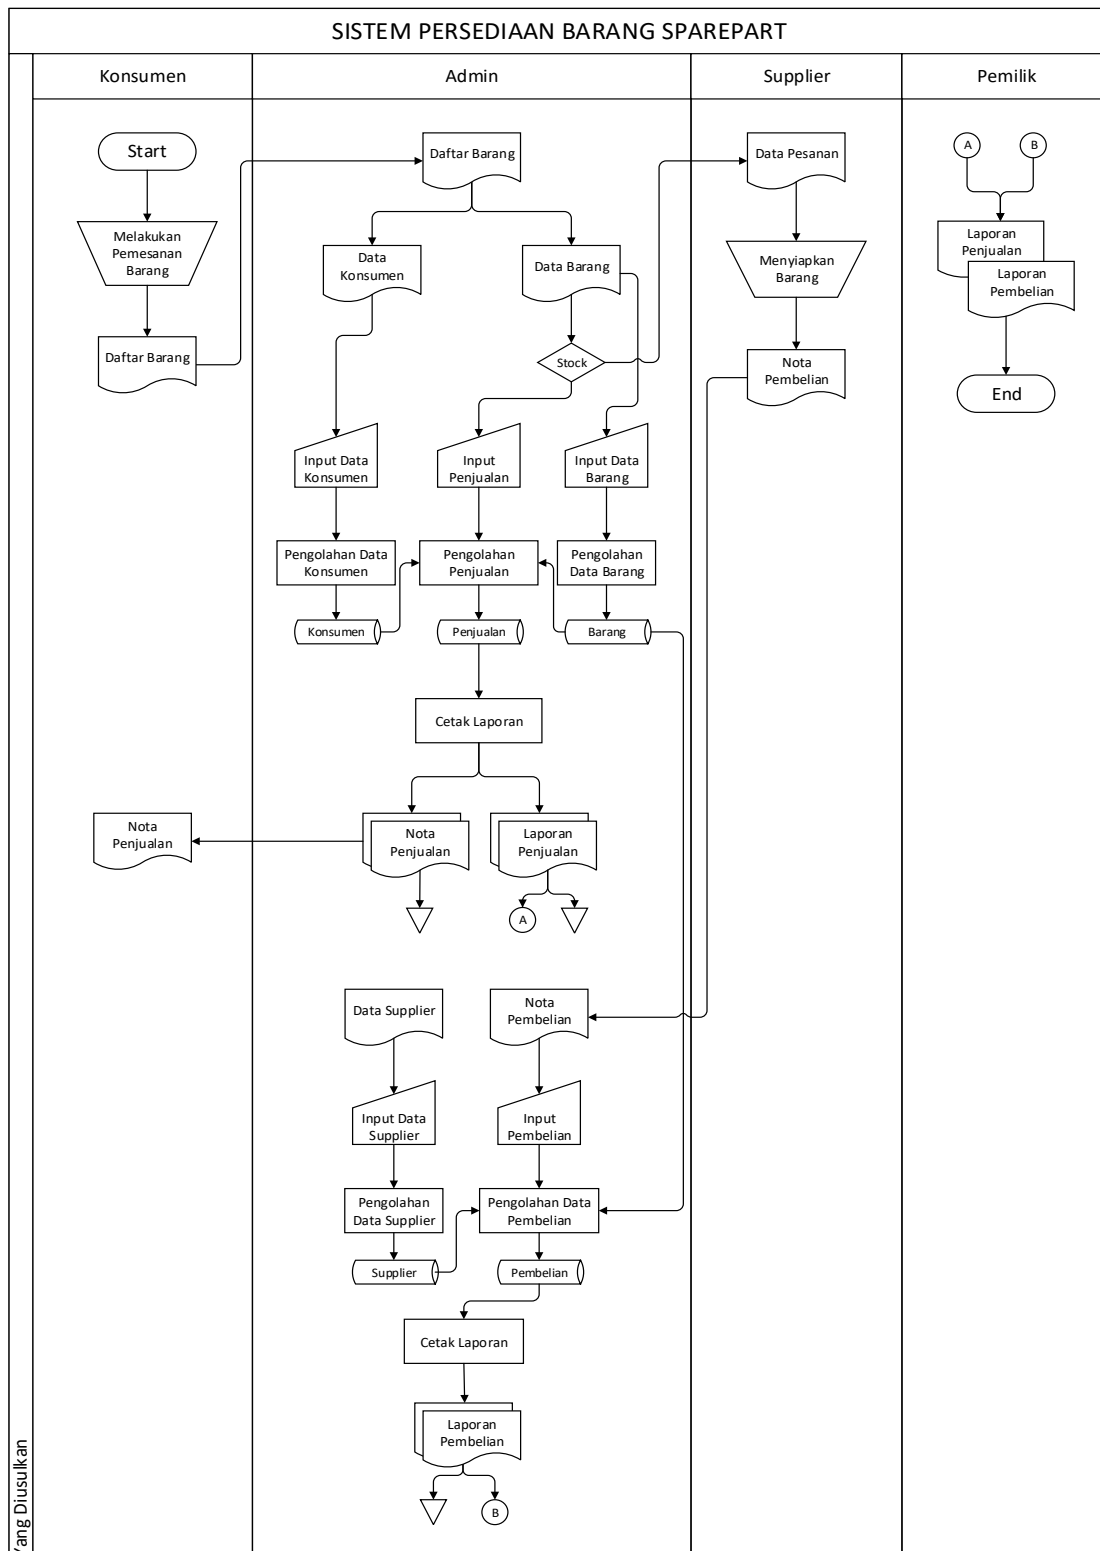 SISTEM PERSEDIAAN BARANG SPAREPART
Konsumen
Admin
Supplier
Pemilik
Start
Melakukan
Pemesanan
Barang
Daftar Barang
Daftar Barang
Data
Konsumen
Data Barang
Stock
Input Data
Konsumen
Input
Penjualan
Input Data
Barang
Pengolahan Data
Konsumen
Pengolahan
Penjualan
Pengolahan
Data Barang
Konsumen
Penjualan
Barang
Cetak Laporan
Nota
Penjualan
Nota
Penjualan
Laporan
Penjualan
A
Data Supplier
Nota
Pembelian
Input Data
Supplier
Input
Pembelian
Pengolahan
Data Supplier
Pengolahan Data
Pembelian
Supplier
Pembelian
Cetak Laporan
Laporan
Pembelian
B
Data Pesanan
Menyiapkan
Barang
Nota
Pembelian
A
B
Laporan
Penjualan
Laporan
Pembelian
End
Diusulkan